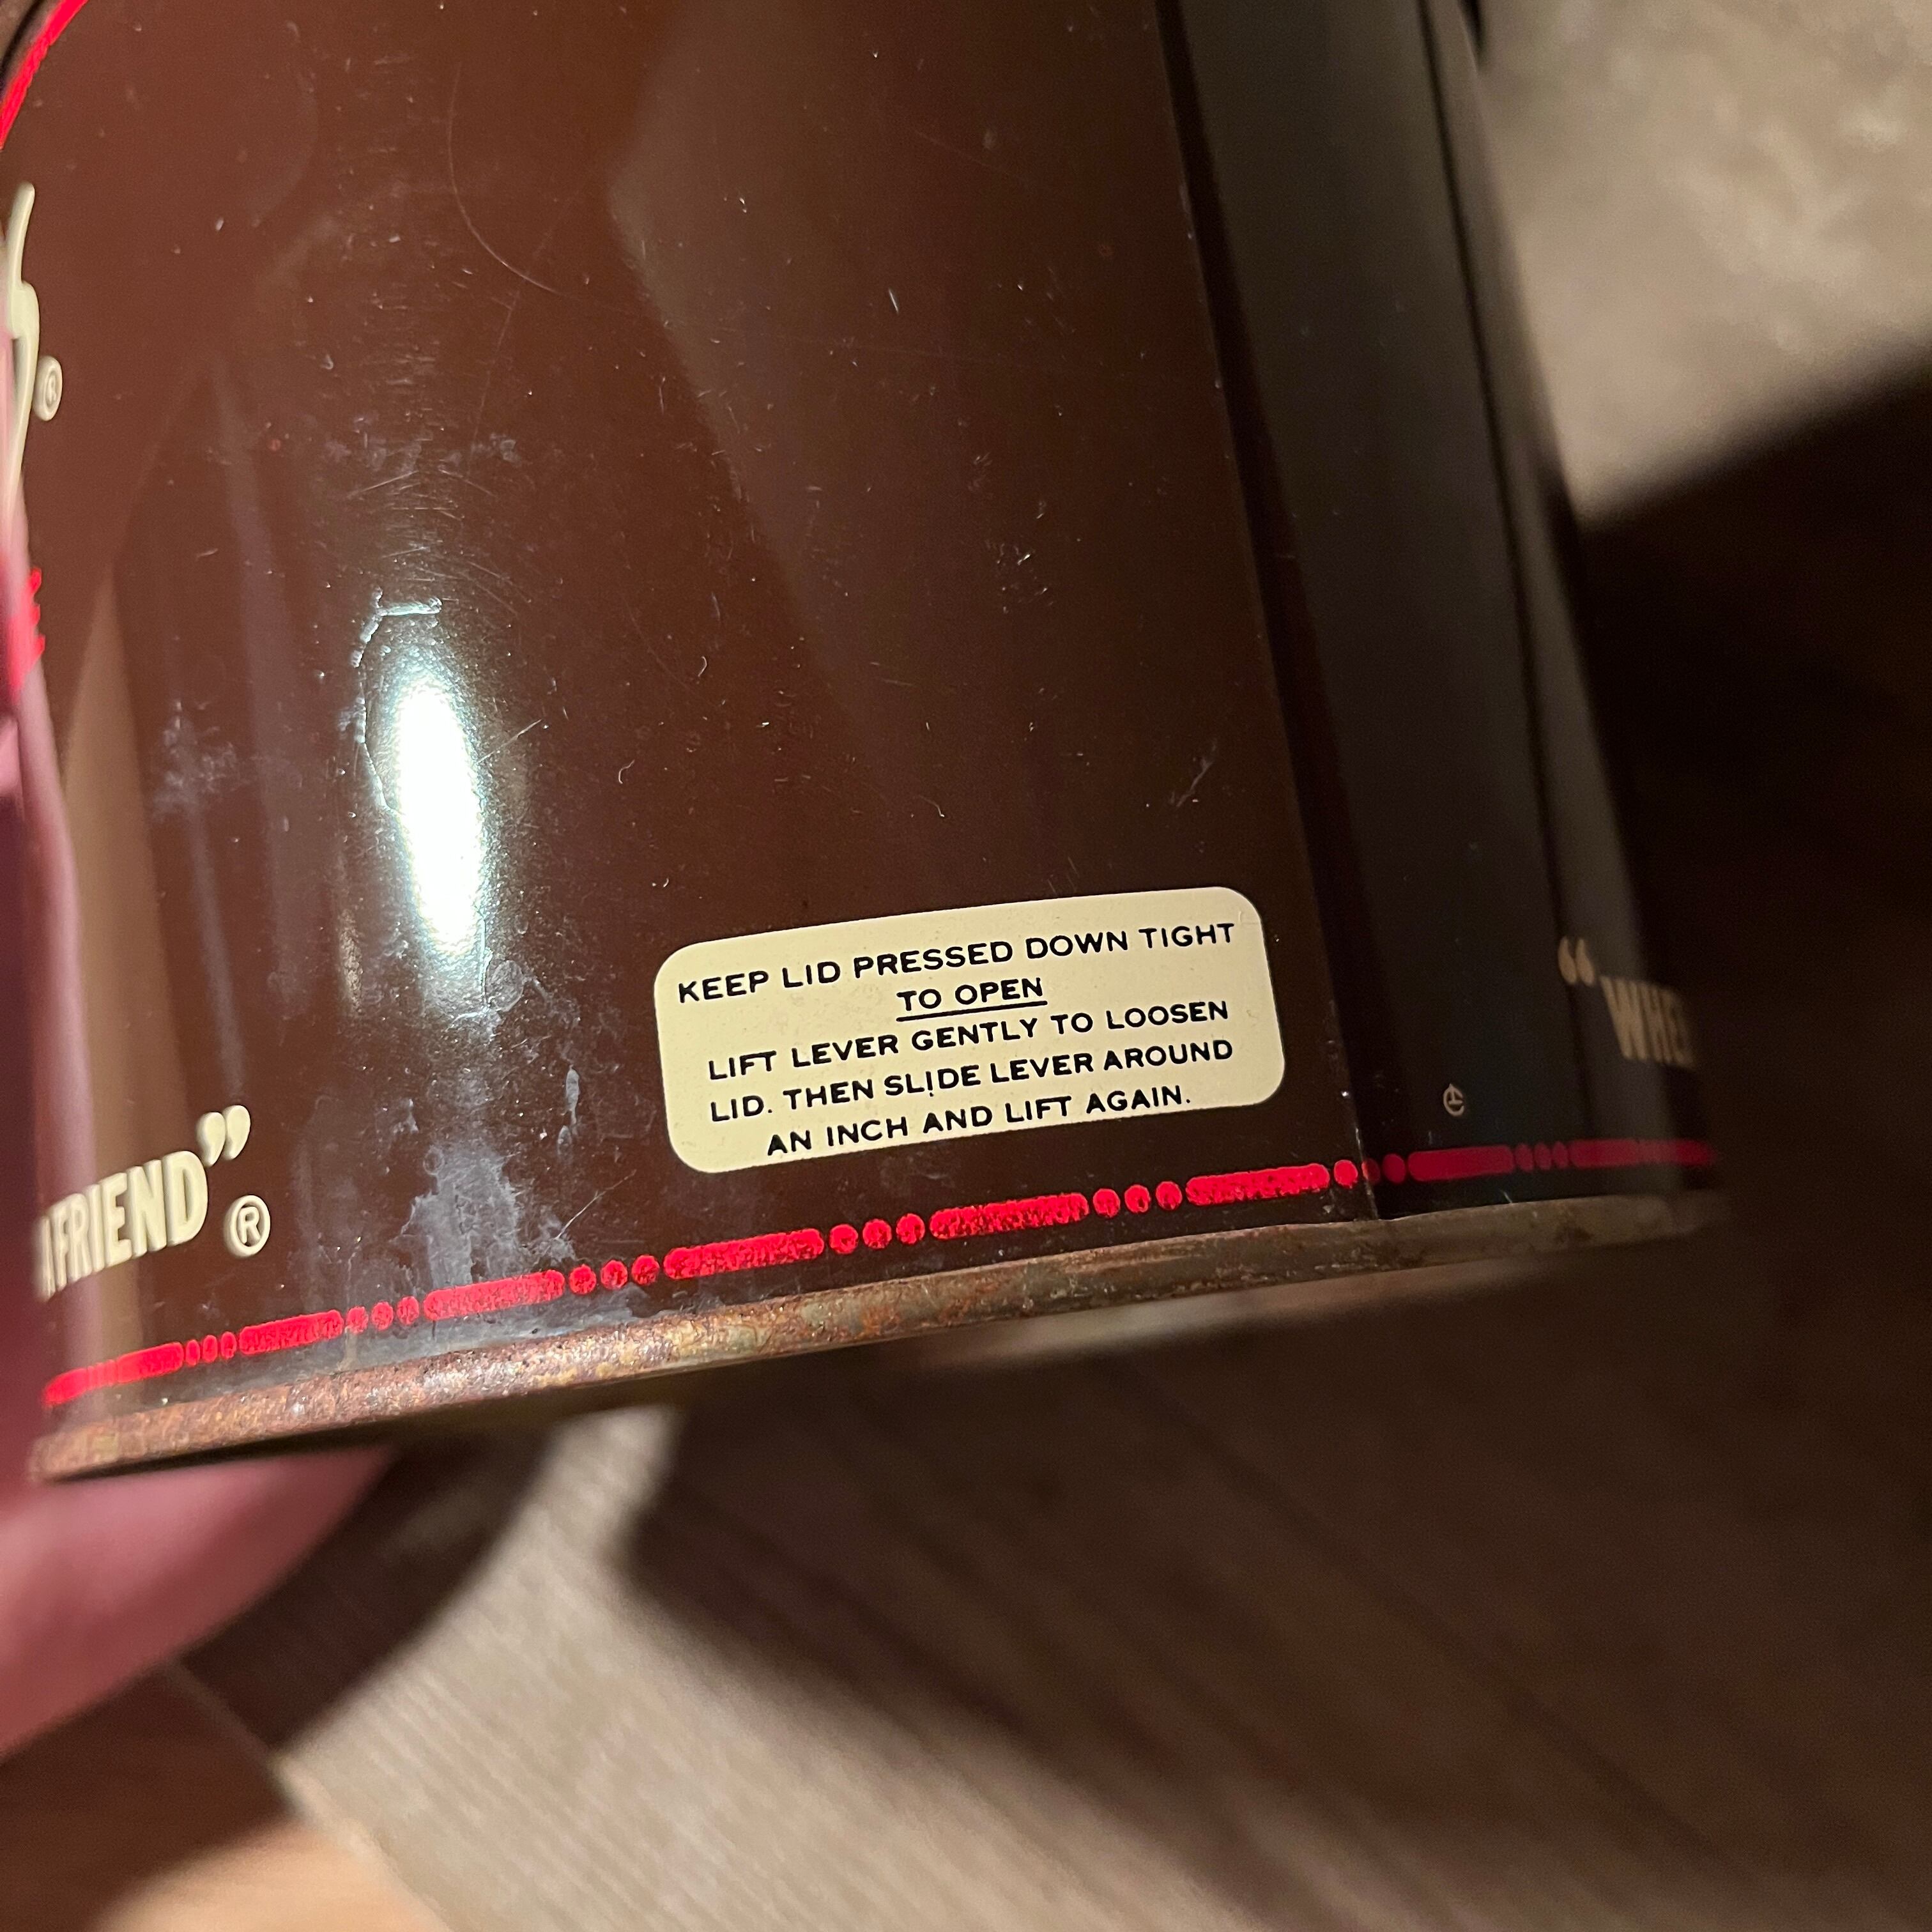 ®
KEEP LID PRESSED DOWN TIGHT
TO OPEN
LIFT LEVER GENTLY TO LOOSEN
LID. THEN SLIDE LEVER AROUND
AN INCH AND LIFT AGAIN.
FRIEND” ®
“WHE